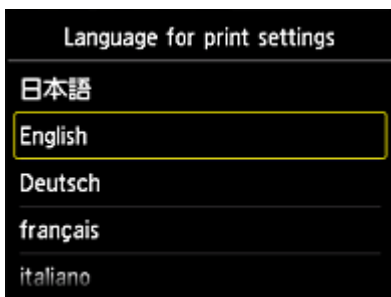 Language for print settings
日本語
English
Deutsch
français
italiano